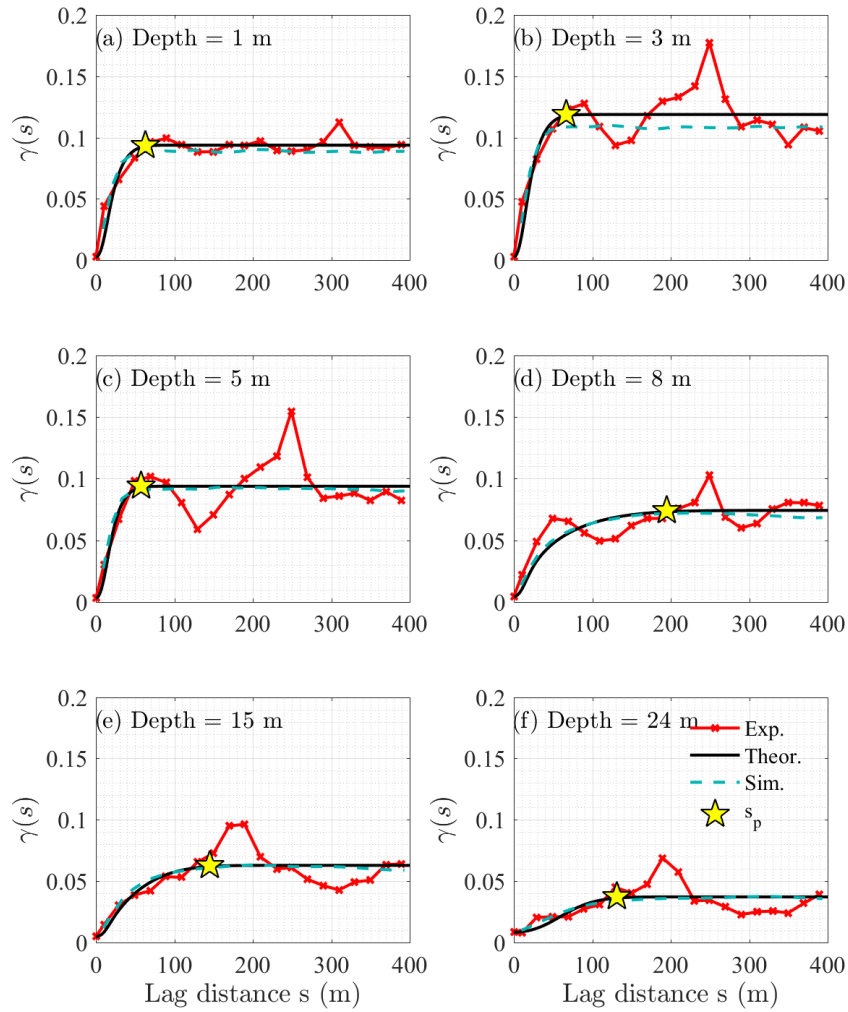 (a) Depth = 1 m
γ(s)
0.2
0.15
0.1
0.05
0
0 100 200 300 400
(b) Depth = 3 m
γ(s)
0.2
0.15
0.1
0.05
0
0 100 200 300 400
(c) Depth = 5 m
γ(s)
0.2
0.15
0.1
0.05
0
0 100 200 300 400
(d) Depth = 8 m
γ(s)
0.2
0.15
0.1
0.05
0
0 100 200 300 400
(e) Depth = 15 m
γ(s)
0.2
0.15
0.1
0.05
0
0 100 200 300 400
Lag distance s (m)
(f) Depth = 24 m
γ(s)
0.2
0.15
0.1
0.05
0
0 100 200 300 400
Lag distance s (m)
Exp.
Theor.
Sim.
s_p